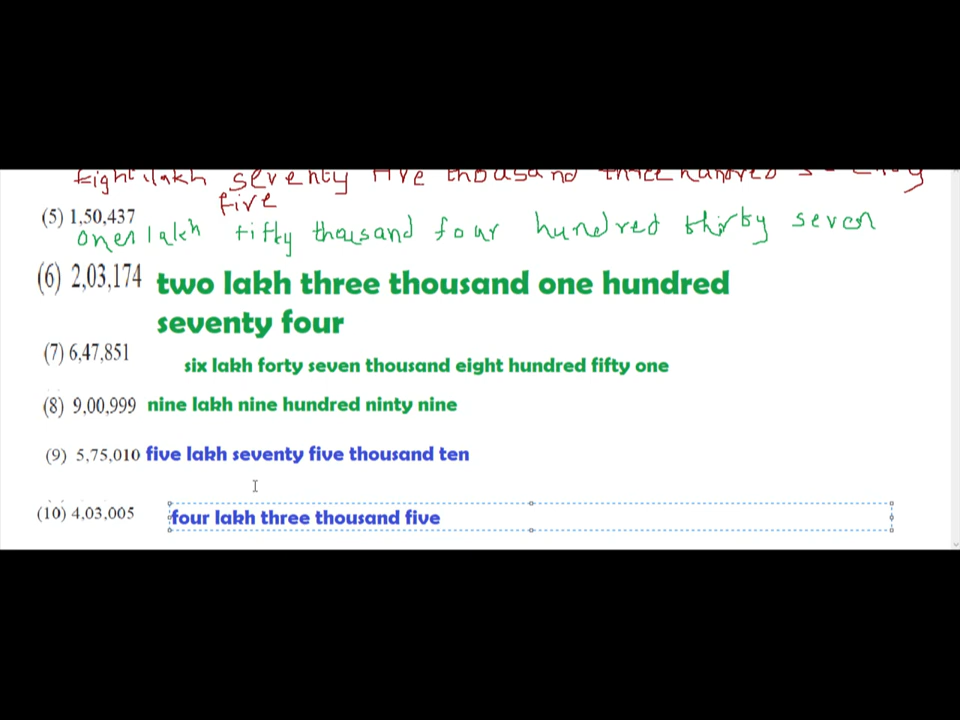 Eight lakh seventy five thousand three hundred seventy
five
(5) 1,50,437
one lakh fifty thousand four hundred thirty seven
(6) 2,03,174 two lakh three thousand one hundred
seventy four
(7) 6,47,851 six lakh forty seven thousand eight hundred fifty one
(8) 9,00,999 nine lakh nine hundred ninty nine
(9) 5,75,010 five lakh seventy five thousand ten
(10) 4,03,005 four lakh three thousand five